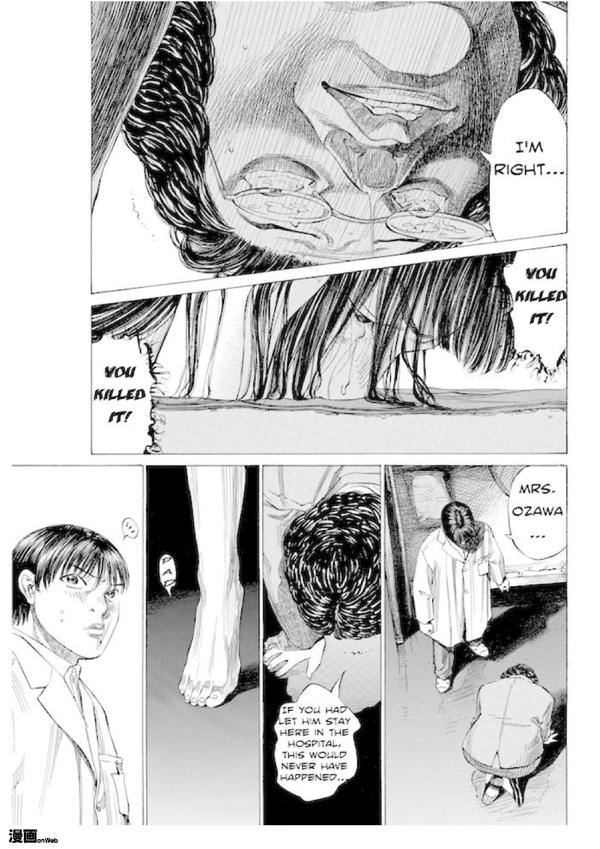 I'M
RIGHT...
YOU
KILLED
IT!
YOU
KILLED
IT!
MRS.
OZAWA
...
IF YOU HAD
LET HIM STAY
HERE IN THE
HOSPITAL,
THIS WOULD
NEVER HAVE
HAPPENED...
漫画onWeb